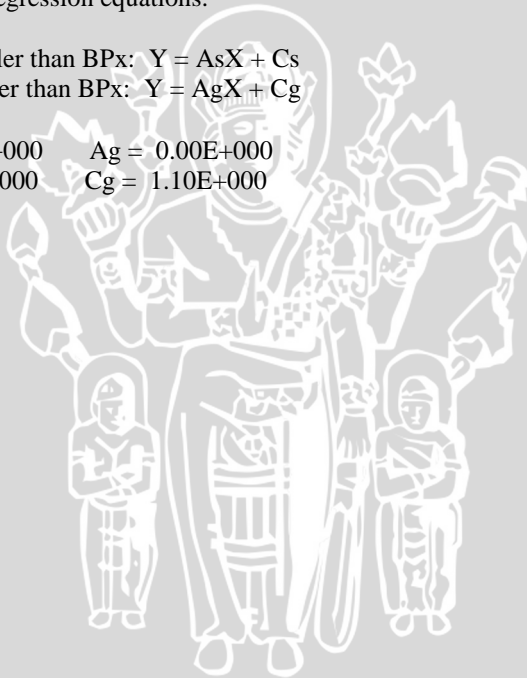 egression equations:
ler than BPx: Y = AsX + Cs
er than BPx: Y = AgX + Cg
+000 Ag = 0.00E+000
000 Cg = 1.10E+000